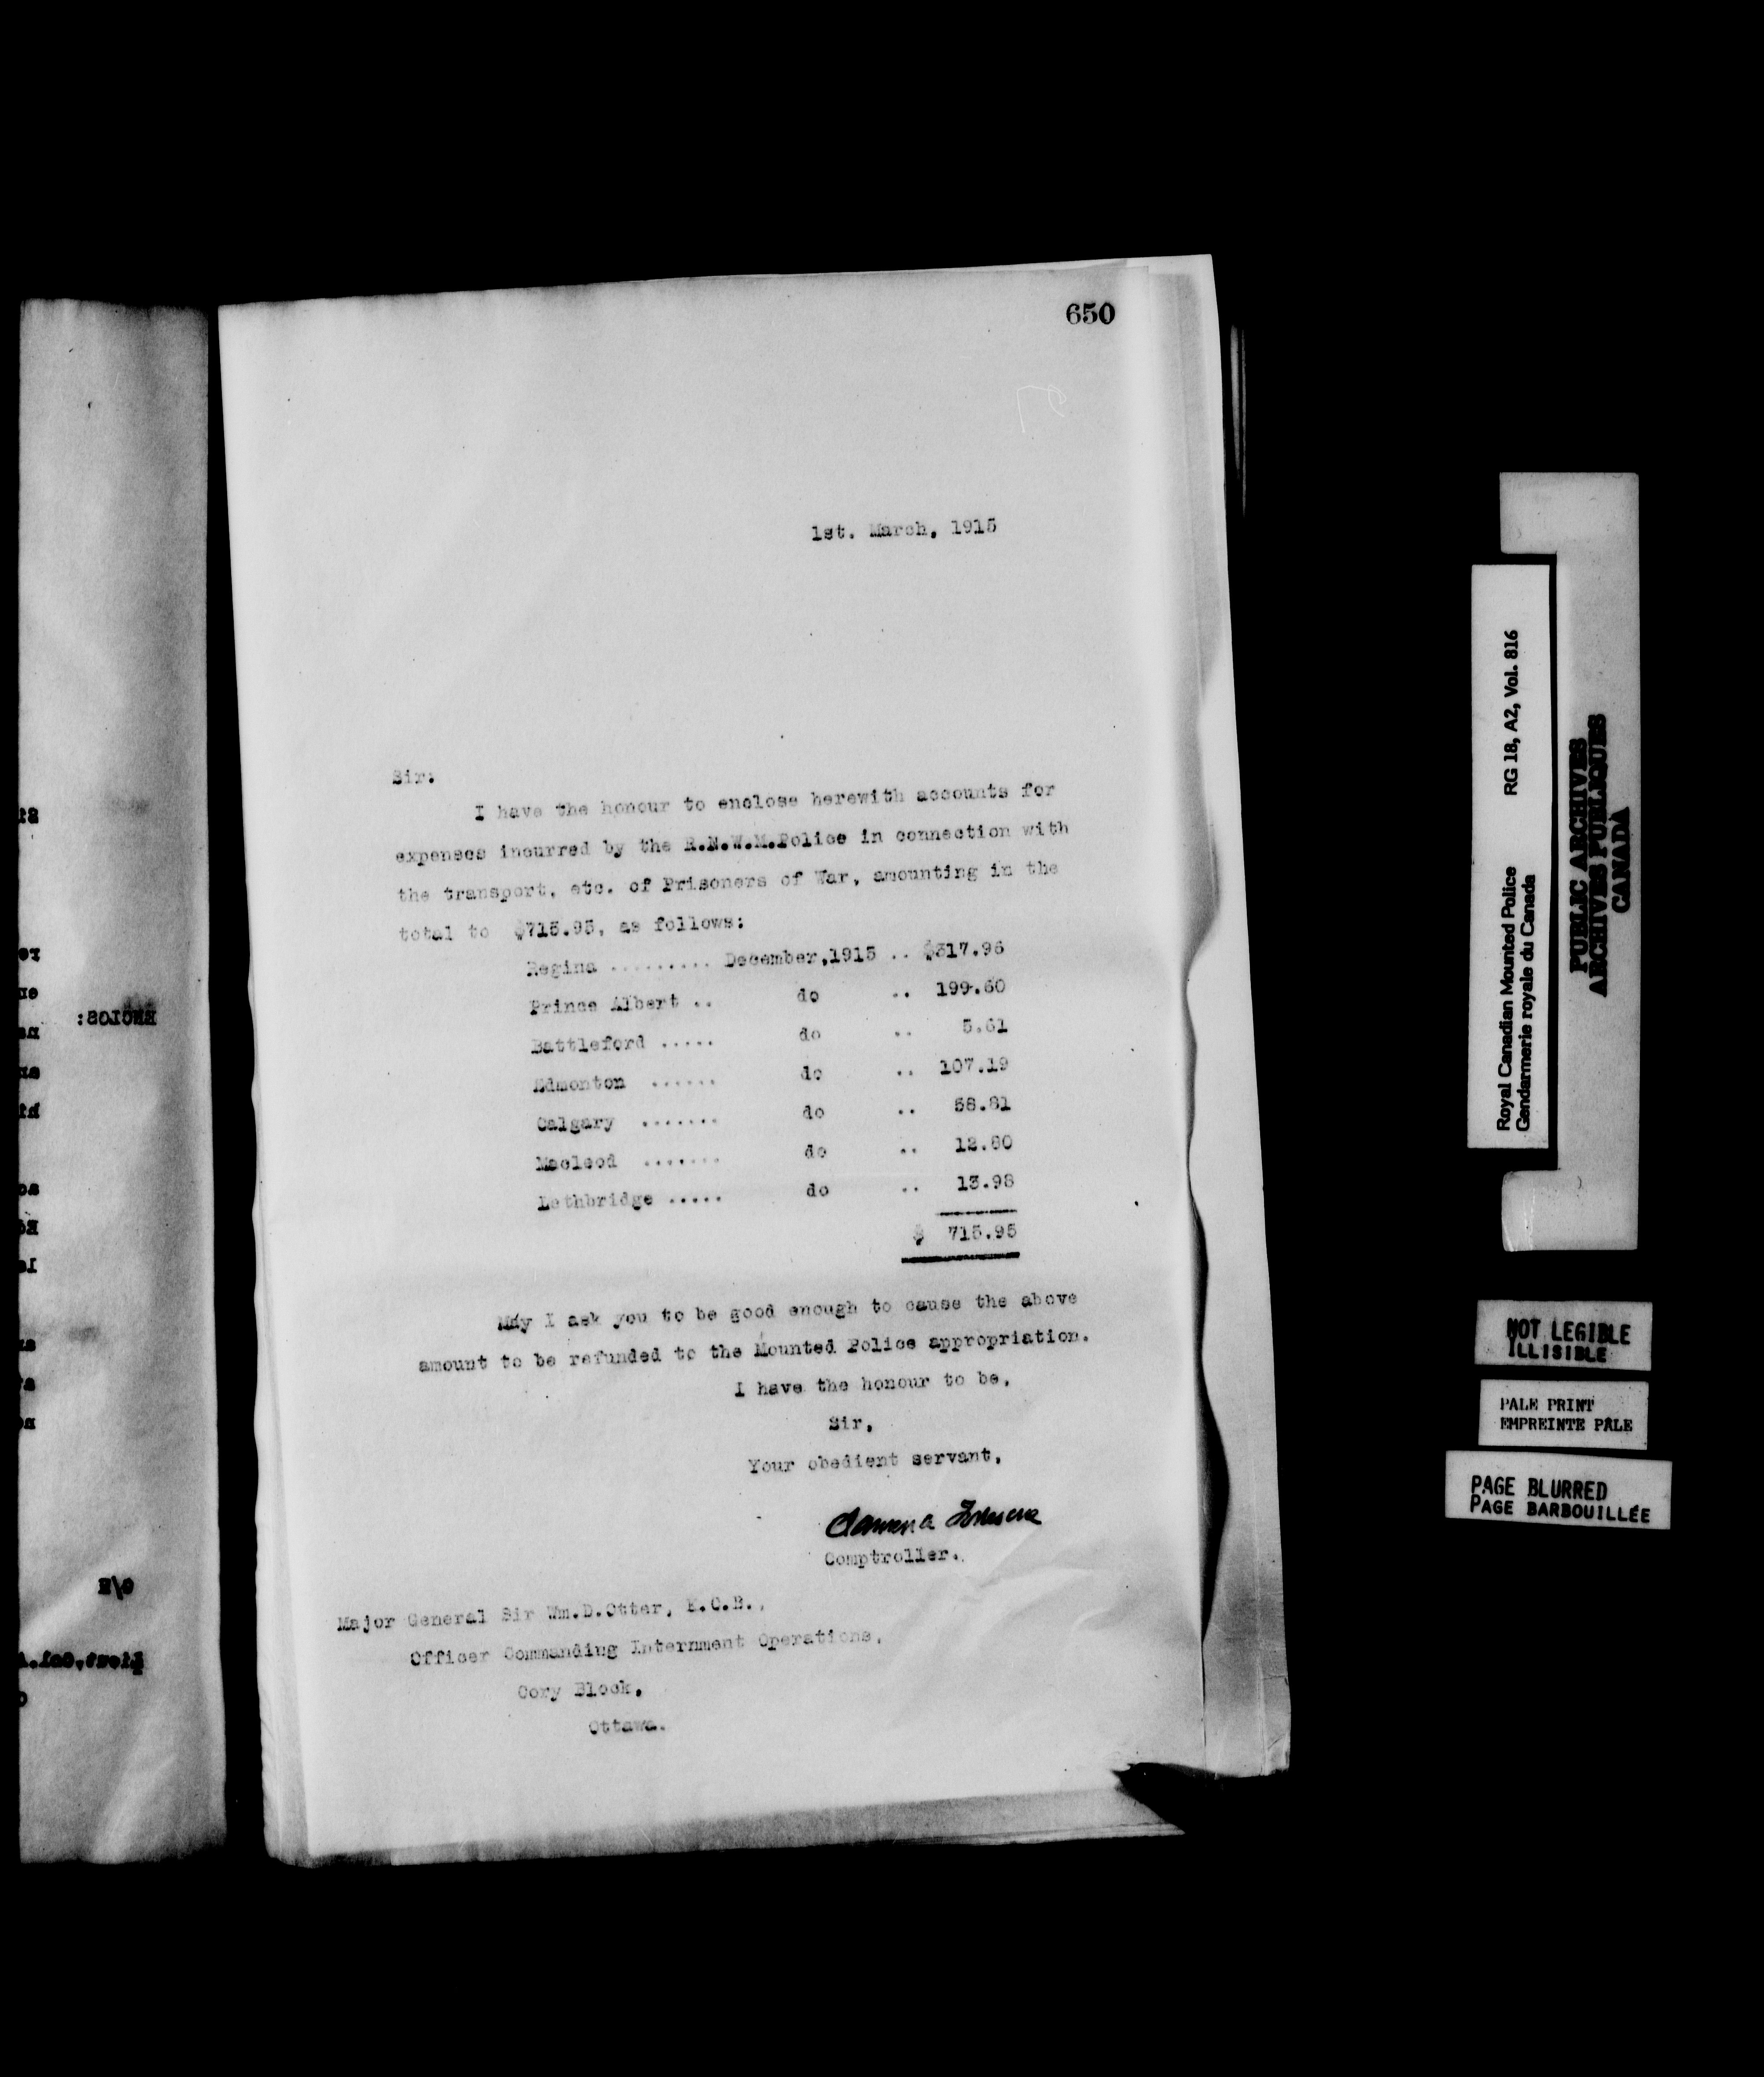 650
1st. March, 1915
Sir:
I have the honour to enclose herewith accounts for
expenses incurred by the R.N.W.M.Police in connection with
the transport, etc. of Prisoners of War, amounting in the
total to $715.95, as follows:
Regina ......... December,1915 .. $317.96
Prince Albert .. do .. 199.60
Battleford ..... do .. 5.61
Edmonton ...... do .. 107.19
Calgary ....... do .. 58.81
Macleod ....... do .. 12.80
Lethbridge ..... do .. 13.98
$ 715.95
May I ask you to be good enough to cause the above
amount to be refunded to the Mounted Police appropriation.
I have the honour to be,
Sir,
Your obedient servant,
Comptroller.
Major General Sir Wm.D.Otter, K.C.B.,
Officer Commanding Internment Operations,
Cory Block,
Ottawa.
Royal Canadian Mounted Police RG 18, A2, Vol. 816
Gendarmerie royale du Canada
PUBLIC ARCHIVES
ARCHIVES PUBLIQUES
CANADA
NOT LEGIBLE
ILLISIBLE
PALE PRINT
EMPREINTE PÂLE
PAGE BLURRED
PAGE BARBOUILLÉE